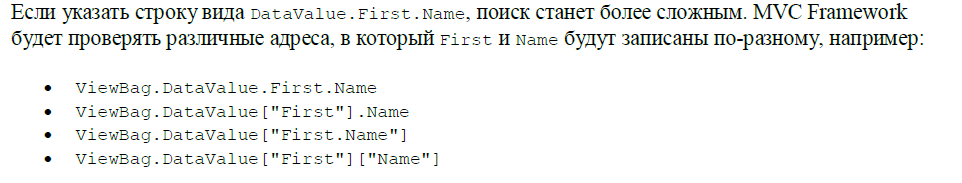 Если указать строку вида DataValue.First.Name, поиск станет более сложным. MVC Framework
будет проверять различные адреса, в который First и Name будут записаны по-разному, например:
• ViewBag.DataValue.First.Name
• ViewBag.DataValue["First"].Name
• ViewBag.DataValue["First.Name"]
• ViewBag.DataValue["First"]["Name"]